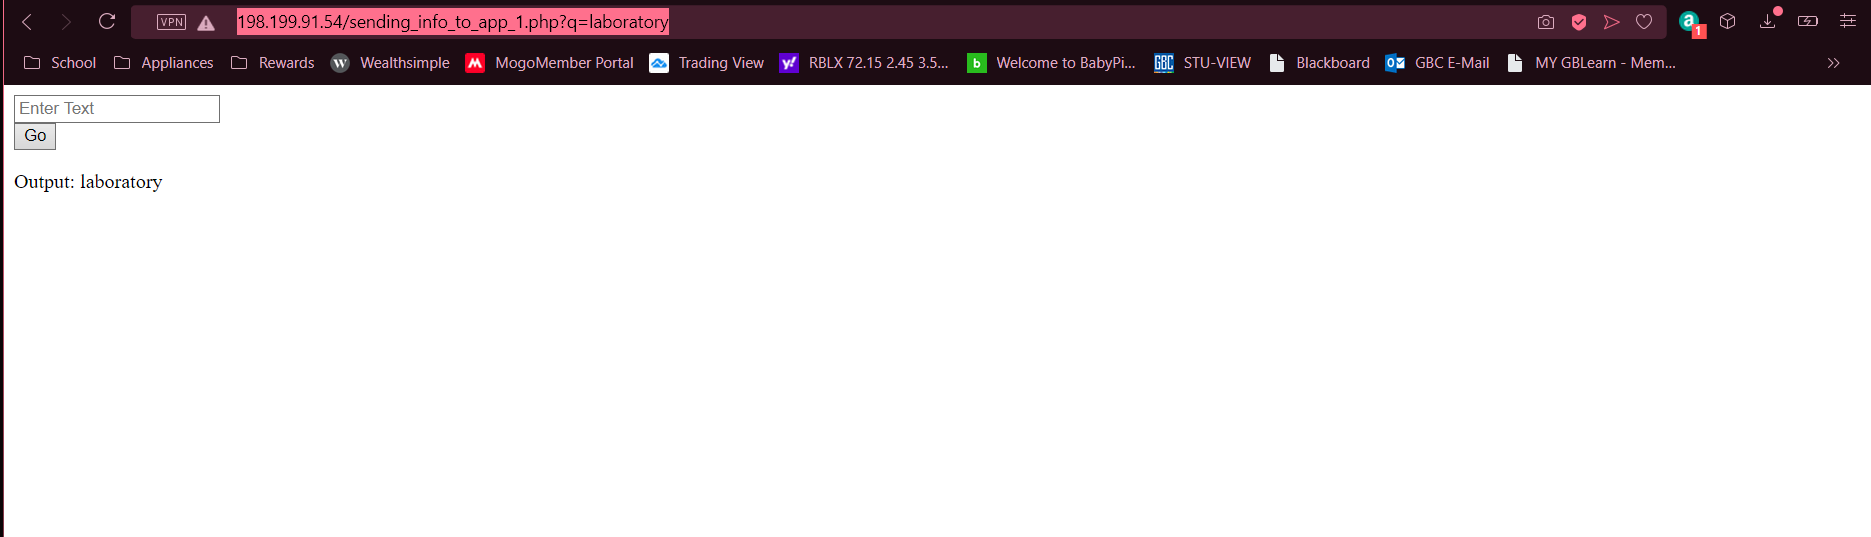 VPN 198.199.91.54/sending_info_to_app_1.php?q=laboratory a 1
School Appliances Rewards W Wealthsimple MogoMember Portal Trading View y! RBLX 72.15 2.45 3.5... b Welcome to BabyPi... GBC STU-VIEW Blackboard GBC E-Mail MY GBLearn - Mem... »
Enter Text
Go
Output: laboratory